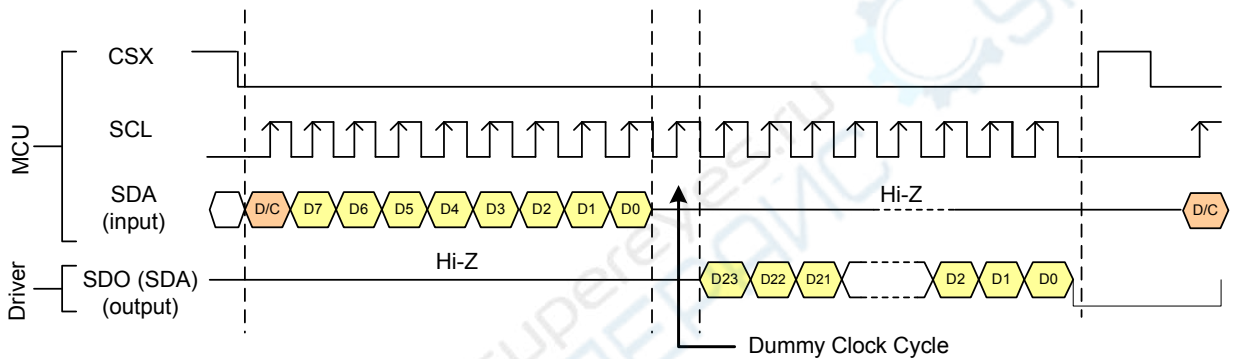 CSX
SCL
MCU
SDA
(input)
D/C D7 D6 D5 D4 D3 D2 D1 D0
Hi-Z
D/C
Hi-Z
Driver
SDO (SDA)
(output)
D23 D22 D21 D2 D1 D0
Dummy Clock Cycle